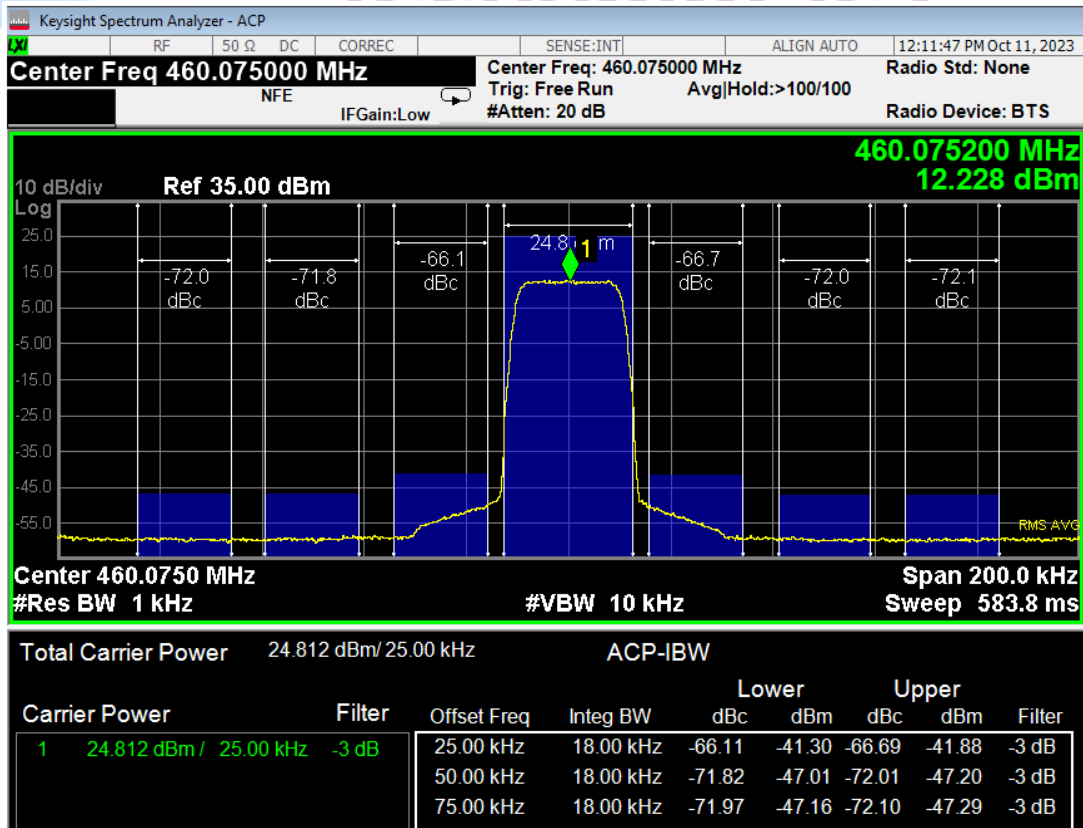 Keysight Spectrum Analyzer - ACP
LXI RF 50 Ω DC CORREC SENSE:INT ALIGN AUTO 12:11:47 PM Oct 11, 2023
Center Freq 460.075000 MHz Center Freq: 460.075000 MHz Radio Std: None
NFE Trig: Free Run Avg|Hold:>100/100
IFGain:Low #Atten: 20 dB Radio Device: BTS
460.075200 MHz
12.228 dBm
10 dB/div Ref 35.00 dBm
Log
25.0
15.0
5.00
-5.00
-15.0
-25.0
-35.0
-45.0
-55.0
-72.0 dBc
-71.8 dBc
-66.1 dBc
24.8 1 m
-66.7 dBc
-72.0 dBc
-72.1 dBc
RMS AVG
Center 460.0750 MHz Span 200.0 kHz
#Res BW 1 kHz #VBW 10 kHz Sweep 583.8 ms
Total Carrier Power 24.812 dBm/ 25.00 kHz ACP-IBW
Lower Upper
Carrier Power Filter Offset Freq Integ BW dBc dBm dBc dBm Filter
1 24.812 dBm / 25.00 kHz -3 dB 25.00 kHz 18.00 kHz -66.11 -41.30 -66.69 -41.88 -3 dB
50.00 kHz 18.00 kHz -71.82 -47.01 -72.01 -47.20 -3 dB
75.00 kHz 18.00 kHz -71.97 -47.16 -72.10 -47.29 -3 dB